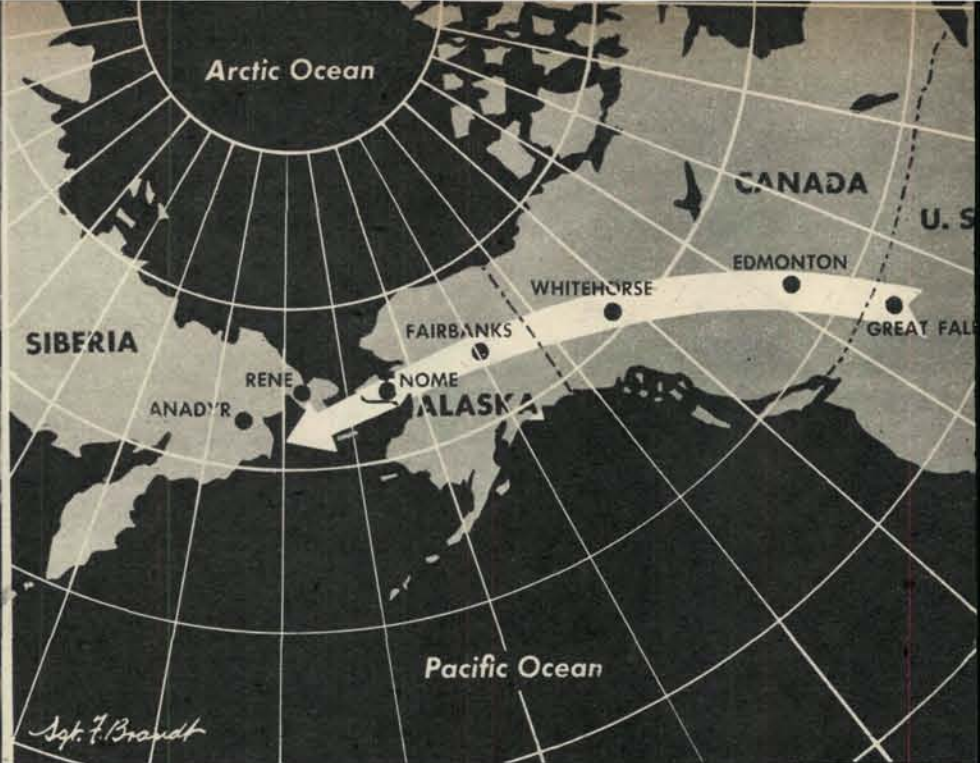 Arctic Ocean
CANADA
U. S
EDMONTON
WHITEHORSE
GREAT FAL
FAIRBANKS
SIBERIA
RENE
NOME
ALASKA
ANADYR
Pacific Ocean
Sgt. F. Brandt